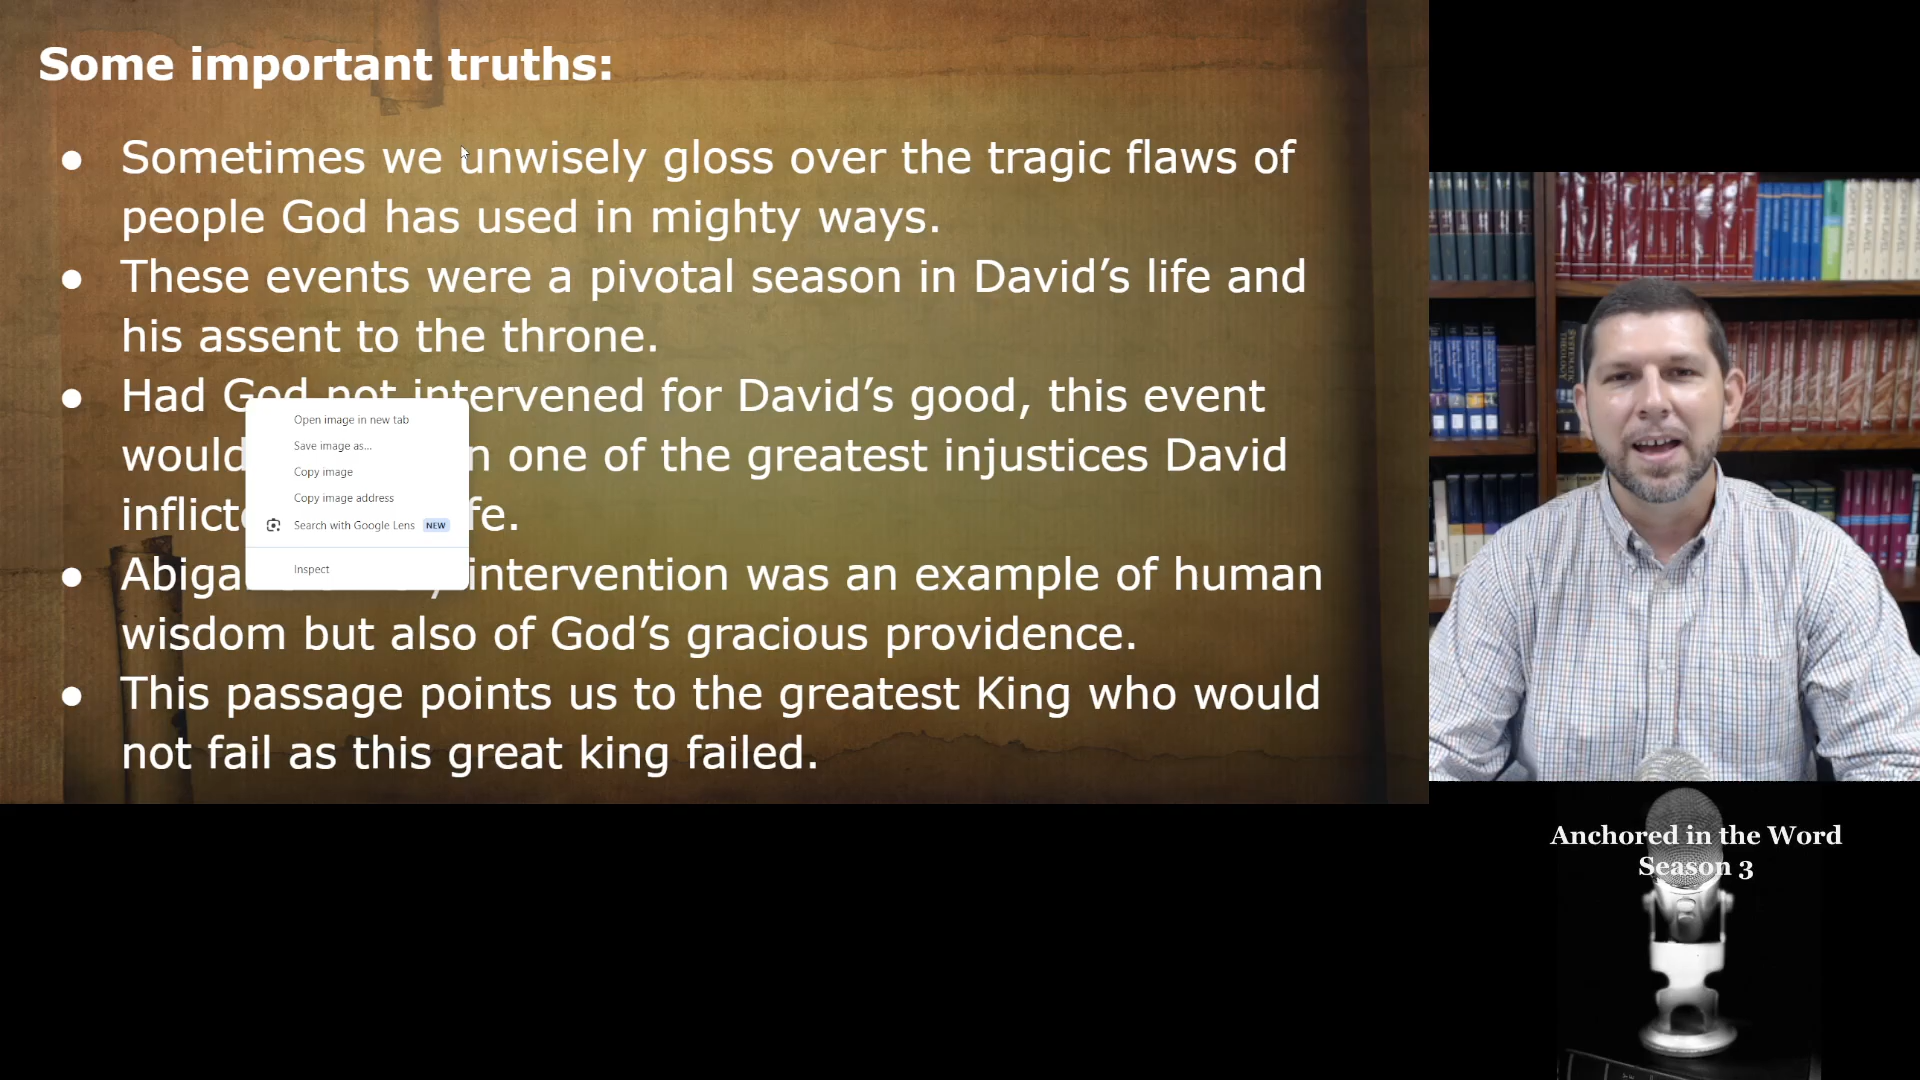 Some important truths:
● Sometimes we unwisely gloss over the tragic flaws of
people God has used in mighty ways.
● These events were a pivotal season in David’s life and
his assent to the throne.
● Had God not intervened for David’s good, this event
would n one of the greatest injustices David
inflict fe.
● Abiga intervention was an example of human
wisdom but also of God’s gracious providence.
● This passage points us to the greatest King who would
not fail as this great king failed.
Open image in new tab
Save image as...
Copy image
Copy image address
Search with Google Lens NEW
Inspect
SYSTEMATIC
THEOLOGY
Anchored in the Word
Season 3